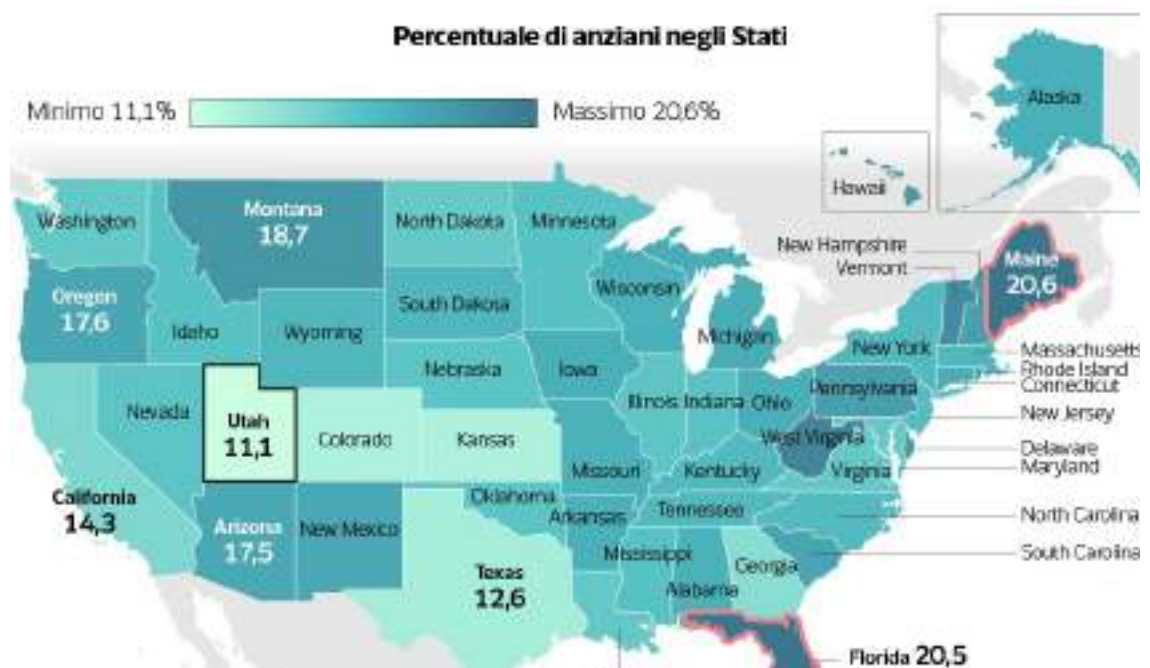 Percentuale di anziani negli Stati
Minimo 11,1%
Massimo 20,6%
Alaska
Hawaii
Washington
Montana
18,7
North Dakota
Minnesota
New Hampshire
Vermont
Maine
20,6
Oregon
17,6
Idaho
Wyoming
South Dakota
Wisconsin
Michigan
New York
Massachusetts
Rhode Island
Connecticut
Nebraska
Iowa
Pennsylvania
Nevada
Utah
11,1
Colorado
Kansas
Illinois
Indiana
Ohio
New Jersey
West Virginia
Delaware
Missouri
Kentucky
Virginia
Maryland
California
14,3
Arizona
17,5
New Mexico
Oklahoma
Arkansas
Tennessee
North Carolina
Texas
12,6
Mississippi
Alabama
Georgia
South Carolina
Florida 20,5